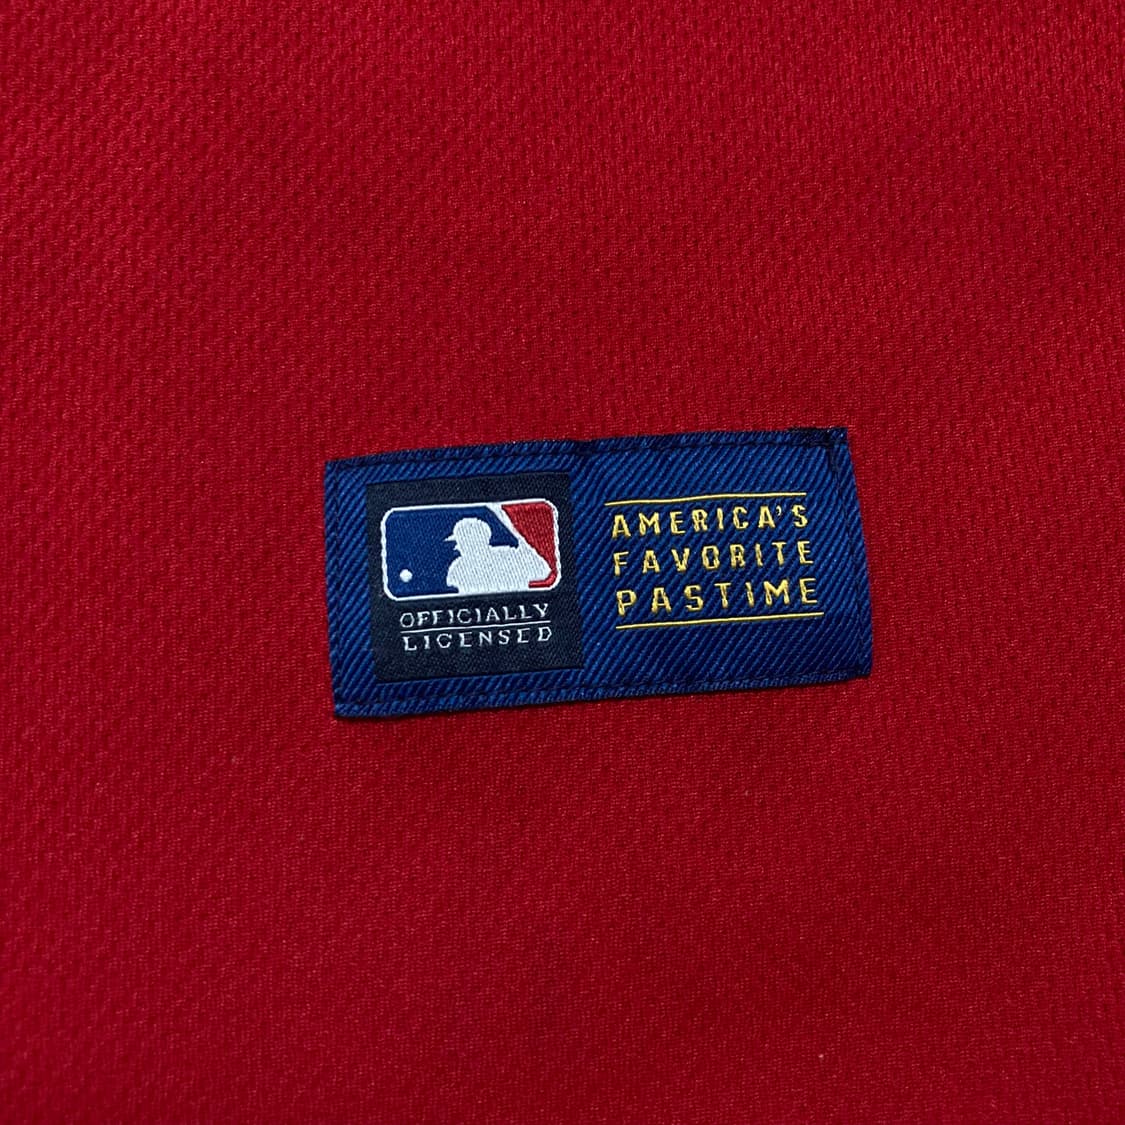 OFFICIALLY
LICENSED
AMERICA'S
FAVORITE
PASTIME